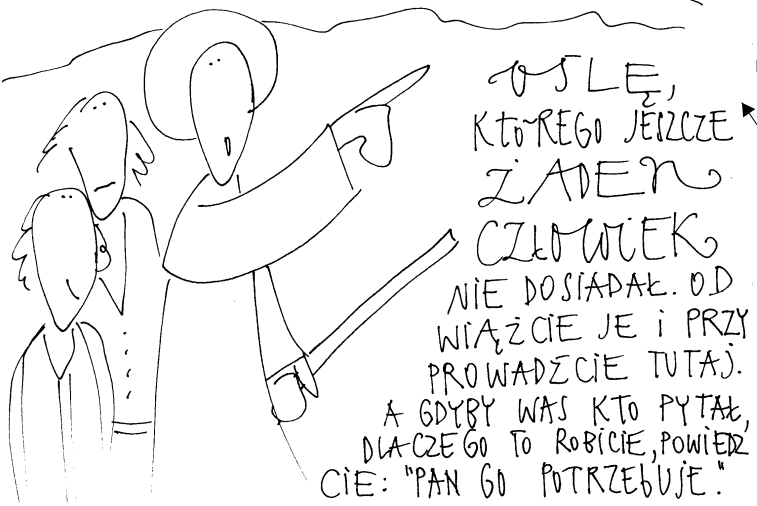 OŚLĘ,
KTÓREGO JESZCZE
ŻADEN
CZŁOWIEK
NIE DOSIADAŁ. OD
WIĄŻCIE JE I PRZY
PROWADZCIE TUTAJ.
A GDYBY WAS KTO PYTAŁ,
DLACZEGO TO ROBICIE, POWIEDZ
CIE: "PAN GO POTRZEBUJE."